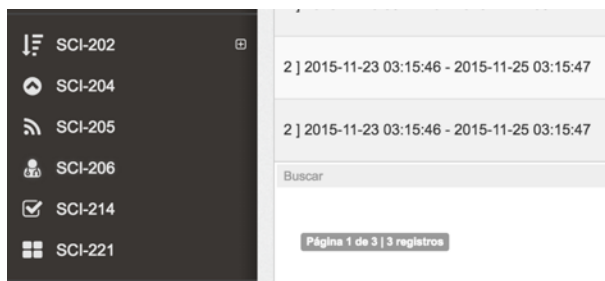 SCI-202
SCI-204
SCI-205
SCI-206
SCI-214
SCI-221
2 ] 2015-11-23 03:15:46 - 2015-11-25 03:15:47
2 ] 2015-11-23 03:15:46 - 2015-11-25 03:15:47
Buscar
Página 1 de 3 | 3 registros